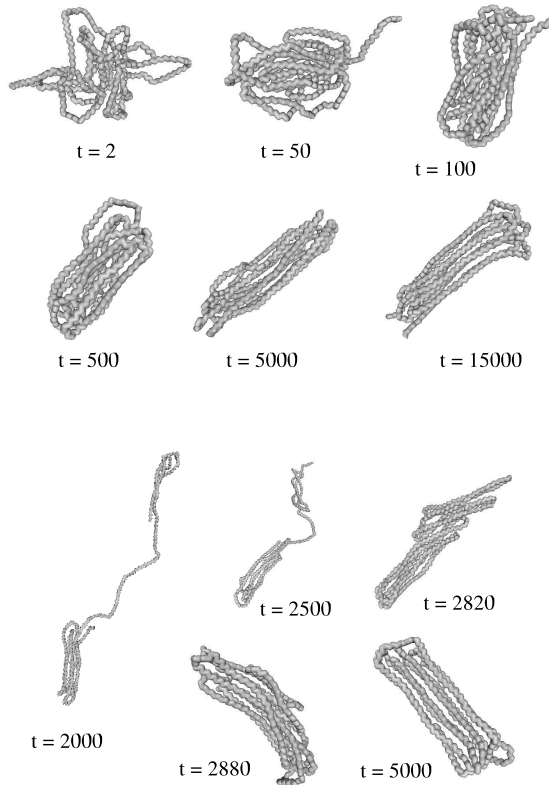 t = 2
t = 50
t = 100
t = 500
t = 5000
t = 15000
t = 2000
t = 2500
t = 2820
t = 2880
t = 5000